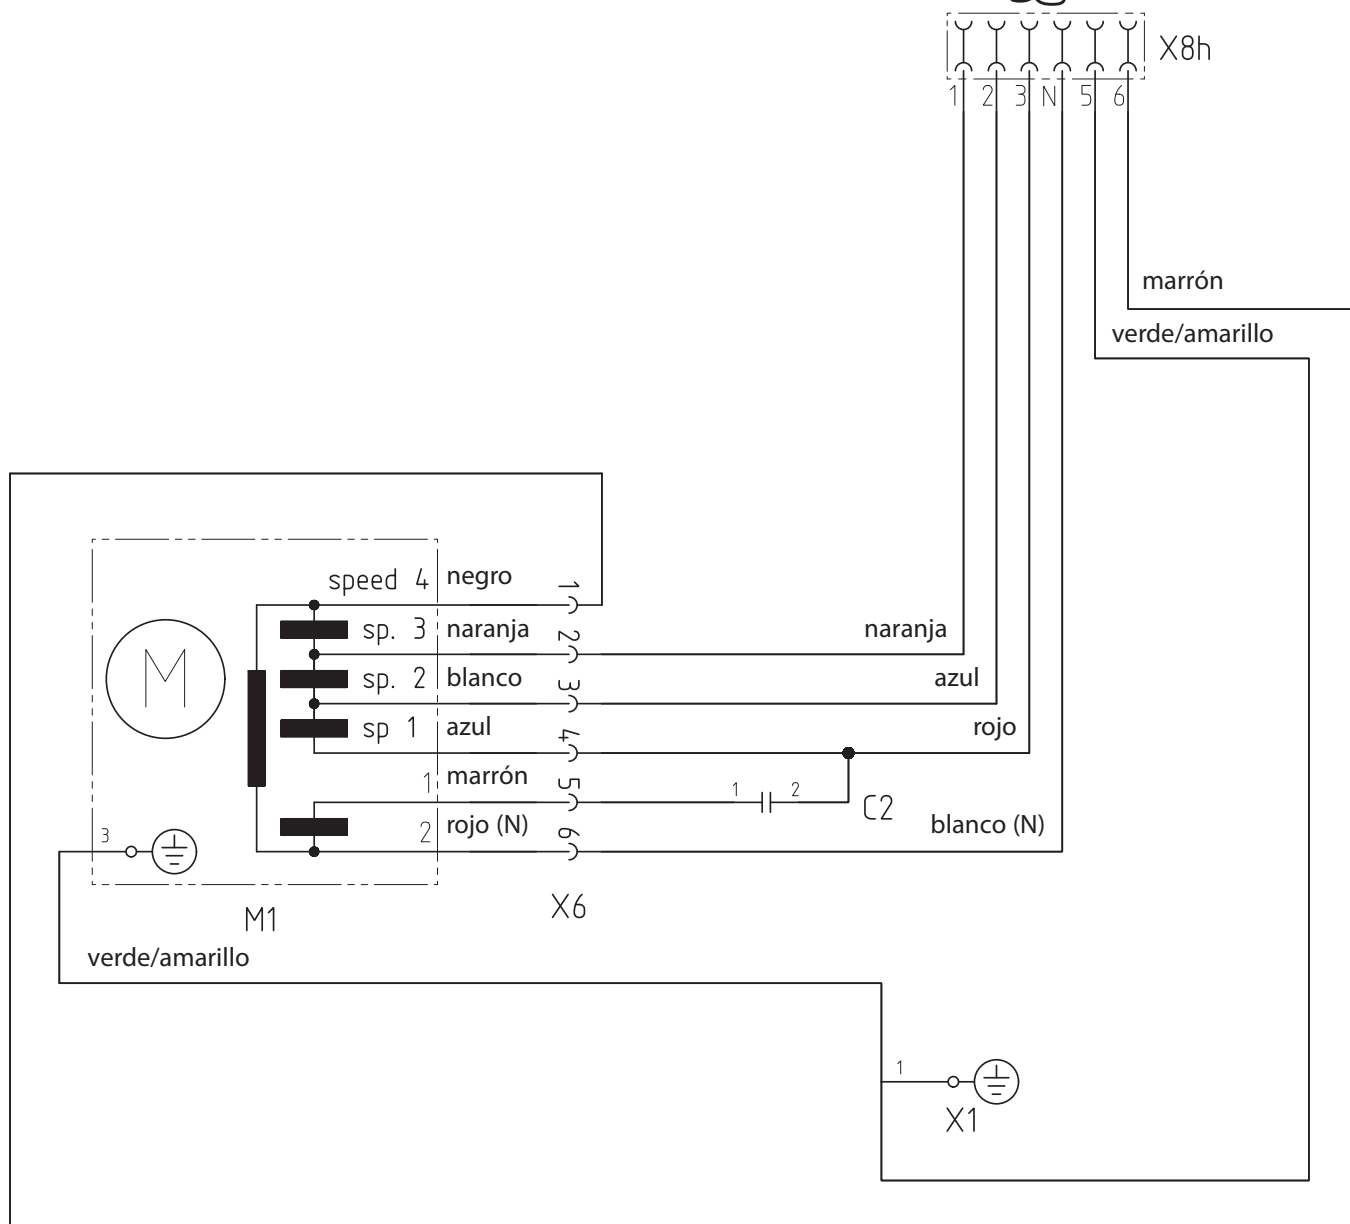 X8h
1 2 3 N 5 6
marrón
verde/amarillo
speed 4 negro 1
sp. 3 naranja 2 naranja
sp. 2 blanco 3 azul
sp 1 azul 4 rojo
1 marrón 5 1 2 C2
2 rojo (N) 6 blanco (N)
3
M
M1
X6
verde/amarillo
1
X1